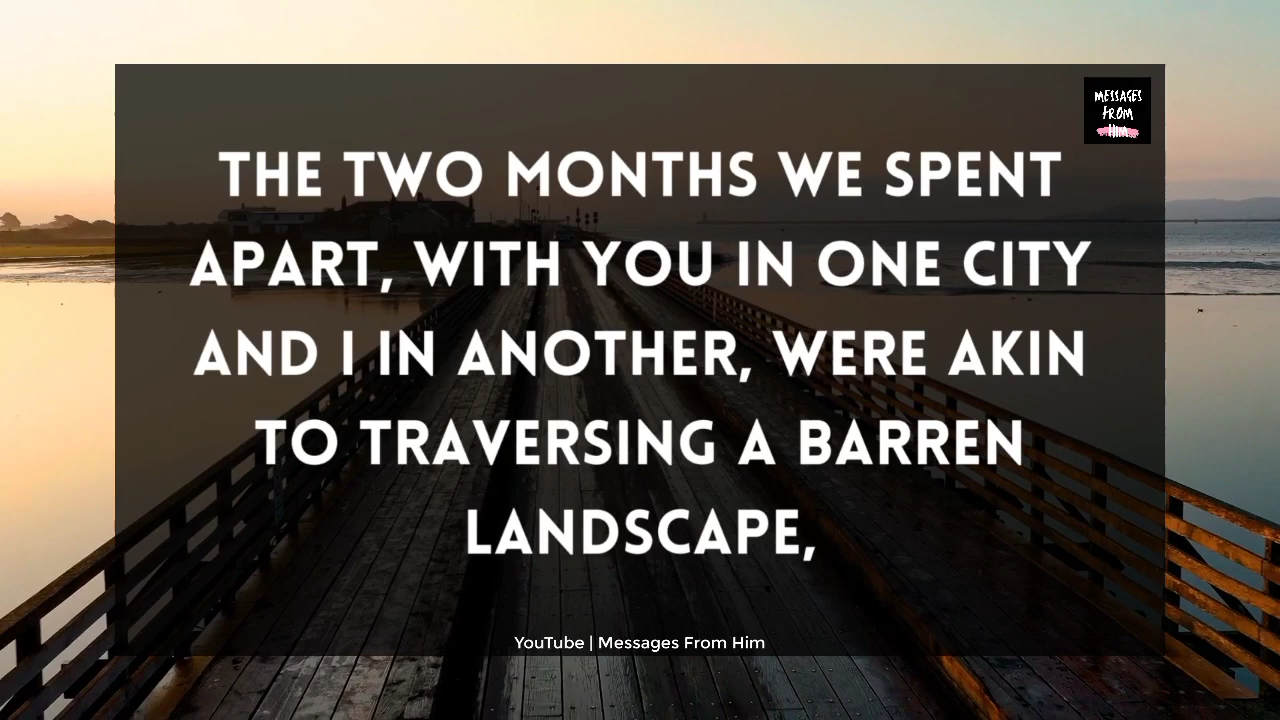 MESSAGES
FROM
HIM
THE TWO MONTHS WE SPENT
APART, WITH YOU IN ONE CITY
AND I IN ANOTHER, WERE AKIN
TO TRAVERSING A BARREN
LANDSCAPE,
YouTube | Messages From Him